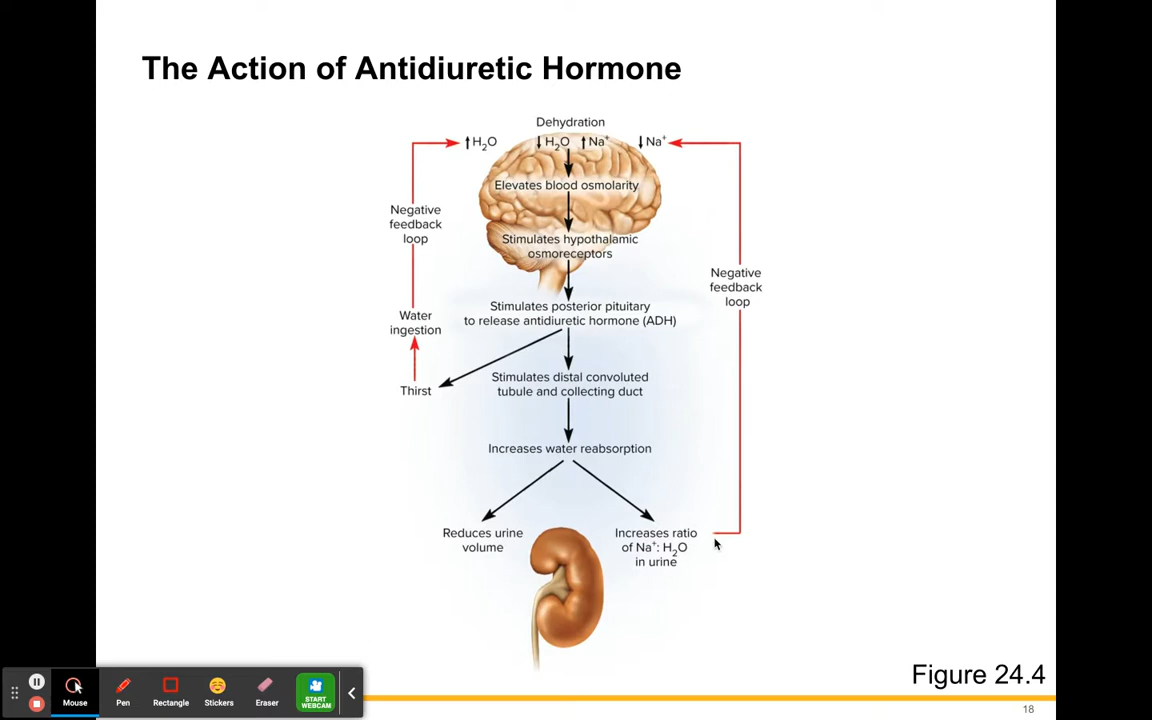 The Action of Antidiuretic Hormone
Dehydration
↑H₂O ↓H₂O ↑Na⁺ ↓Na⁺
Elevates blood osmolarity
Negative
feedback
loop
Stimulates hypothalamic
osmoreceptors
Negative
feedback
loop
Stimulates posterior pituitary
to release antidiuretic hormone (ADH)
Water
ingestion
Thirst
Stimulates distal convoluted
tubule and collecting duct
Increases water reabsorption
Reduces urine
volume
Increases ratio
of Na⁺: H₂O
in urine
Figure 24.4
18
Mouse
Pen
Rectangle
Stickers
Eraser
START
WEBCAM